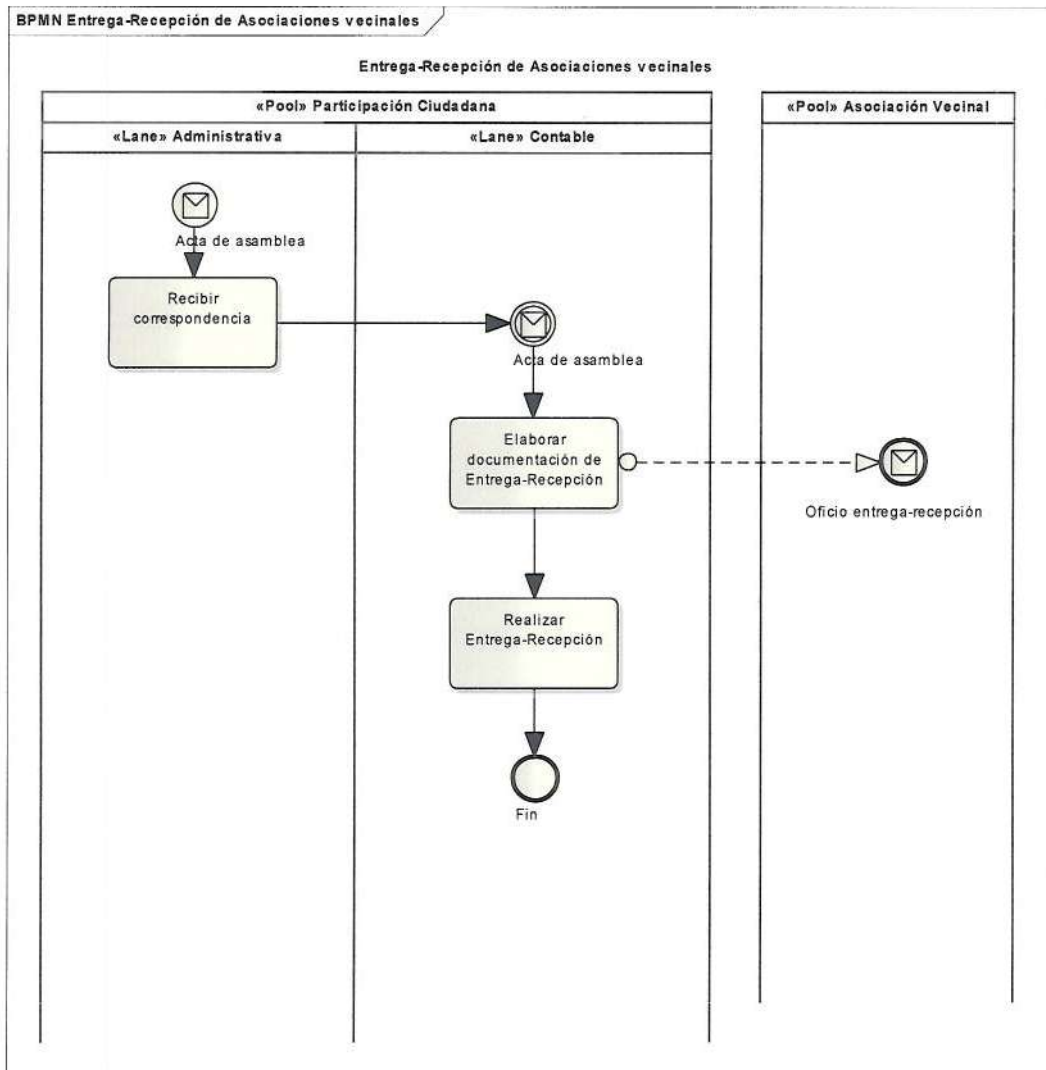 BPMN Entrega-Recepción de Asociaciones vecinales
Entrega-Recepción de Asociaciones vecinales
«Pool» Participación Ciudadana
«Pool» Asociación Vecinal
«Lane» Administrativa
«Lane» Contable
Acta de asamblea
Recibir
correspondencia
Acta de asamblea
Elaborar
documentación de
Entrega-Recepción
Oficio entrega-recepción
Realizar
Entrega-Recepción
Fin